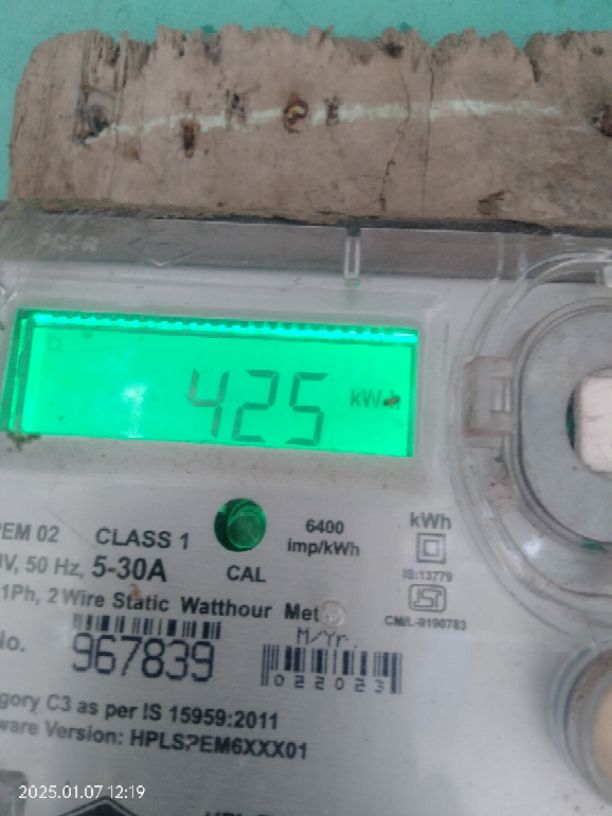 425 kWh
6400
imp/kWh
kWh
EM 02 CLASS 1
V, 50 Hz, 5-30A
CAL
IS:13779
1Ph, 2 Wire Static Watthour Met
CM/L-9190783
No. 967839
M/Yr.
022023
gory C3 as per IS 15959:2011
ware Version: HPLSPEM6XXX01
2025.01.07 12:19